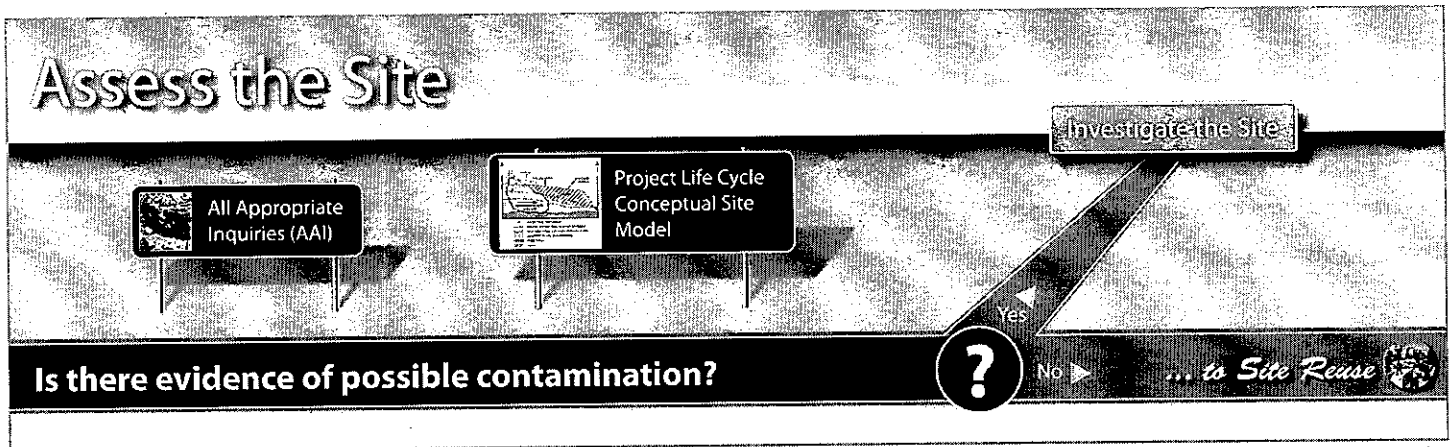 Assess the Site
Investigate the Site
All Appropriate
Inquiries (AAI)
Project Life Cycle
Conceptual Site
Model
Yes
Is there evidence of possible contamination?
?
No
... to Site Reuse